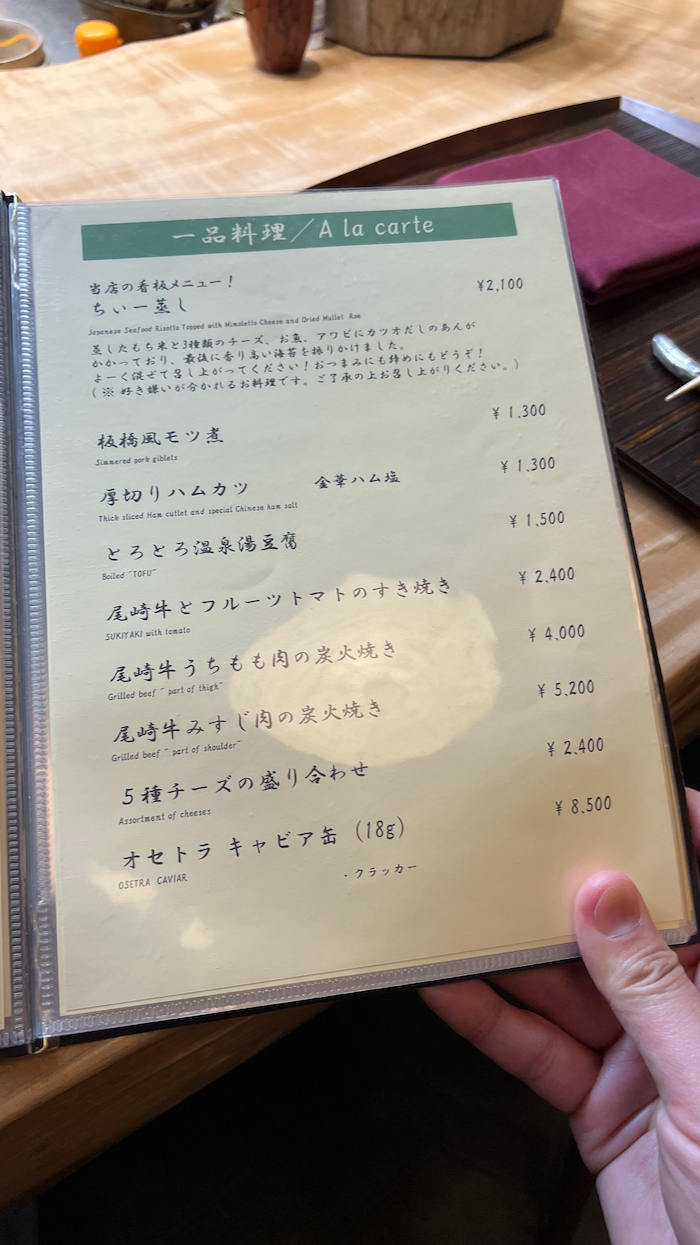 一品料理／A la carte
当店の看板メニュー！
ちぃー蒸し ¥2,100
Japanese Seafood Risotto Topped with Mimolette Cheese and Dried Mullet Roe
蒸したもち米と3種類のチーズ、お魚、アワビにカツオだしのあんが
かかっており、最後に香り高い海苔を振りかけました。
よーく混ぜて召し上がってください！おつまみにも締めにもどうぞ！
（※ 好き嫌いが分かれるお料理です。ご了承の上お召し上がりください。）
板橋風モツ煮 ¥ 1,300
Simmered pork giblets
厚切りハムカツ 金華ハム塩 ¥ 1,300
Thick sliced Ham cutlet and special Chinese ham salt
とろとろ温泉湯豆腐 ¥ 1,500
Boiled "TOFU"
尾崎牛とフルーツトマトのすき焼き ¥ 2,400
SUKIYAKI with tomato
尾崎牛うちもも肉の炭火焼き ¥ 4,000
Grilled beef " part of thigh"
尾崎牛みすじ肉の炭火焼き ¥ 5,200
Grilled beef " part of shoulder"
5種チーズの盛り合わせ ¥ 2,400
Assortment of cheeses
オセトラ キャビア缶（18g） ¥ 8,500
OSETRA CAVIAR ・クラッカー